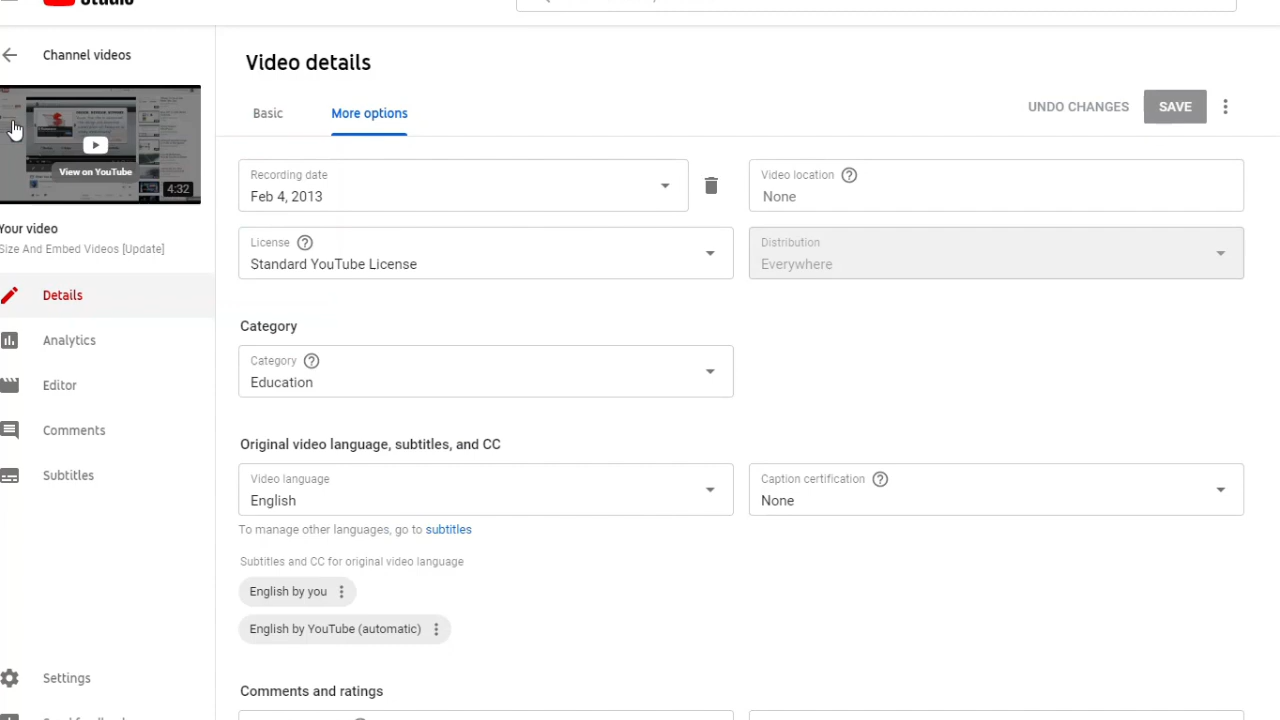 Studio
Channel videos
View on YouTube
4:32
Your video
Size And Embed Videos [Update]
Details
Analytics
Editor
Comments
Subtitles
Settings
Video details
Basic
More options
UNDO CHANGES
SAVE
Recording date
Feb 4, 2013
Video location
None
License
Standard YouTube License
Distribution
Everywhere
Category
Category
Education
Original video language, subtitles, and CC
Video language
English
Caption certification
None
To manage other languages, go to subtitles
Subtitles and CC for original video language
English by you
English by YouTube (automatic)
Comments and ratings